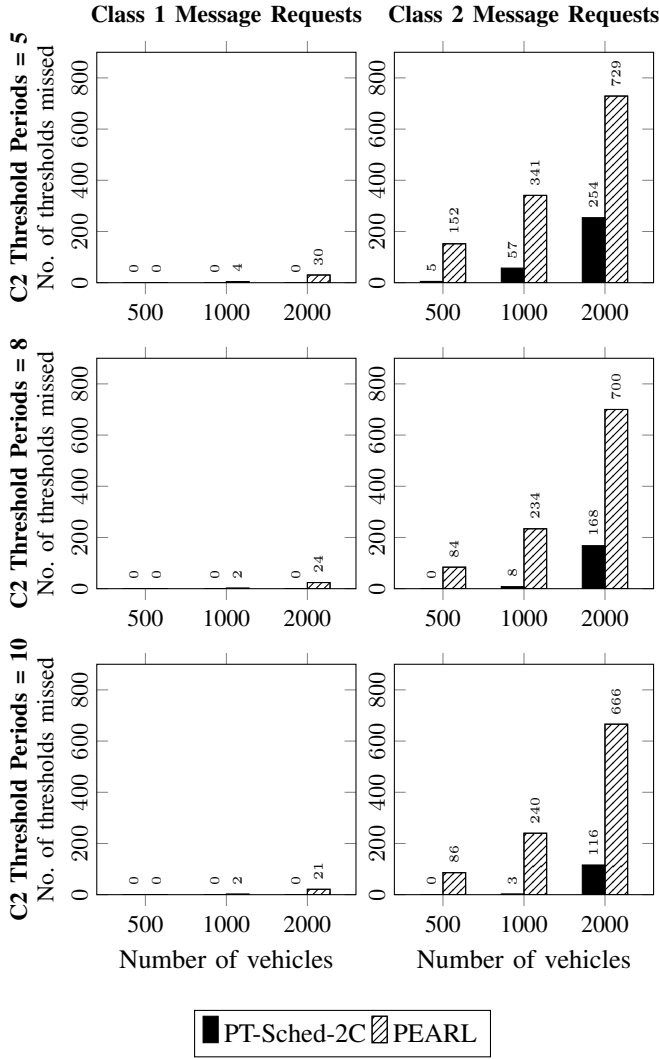 Class 1 Message Requests
Class 2 Message Requests
C2 Threshold Periods = 5
No. of thresholds missed
0 200 400 600 800
0 0 0 4 0 30
500 1000 2000
0 200 400 600 800
5 152 57 341 254 729
500 1000 2000
C2 Threshold Periods = 8
No. of thresholds missed
0 200 400 600 800
0 0 0 2 0 24
500 1000 2000
0 200 400 600 800
0 84 8 234 168 700
500 1000 2000
C2 Threshold Periods = 10
No. of thresholds missed
0 200 400 600 800
0 0 0 2 0 21
500 1000 2000
Number of vehicles
0 200 400 600 800
0 86 3 240 116 666
500 1000 2000
Number of vehicles
PT-Sched-2C PEARL